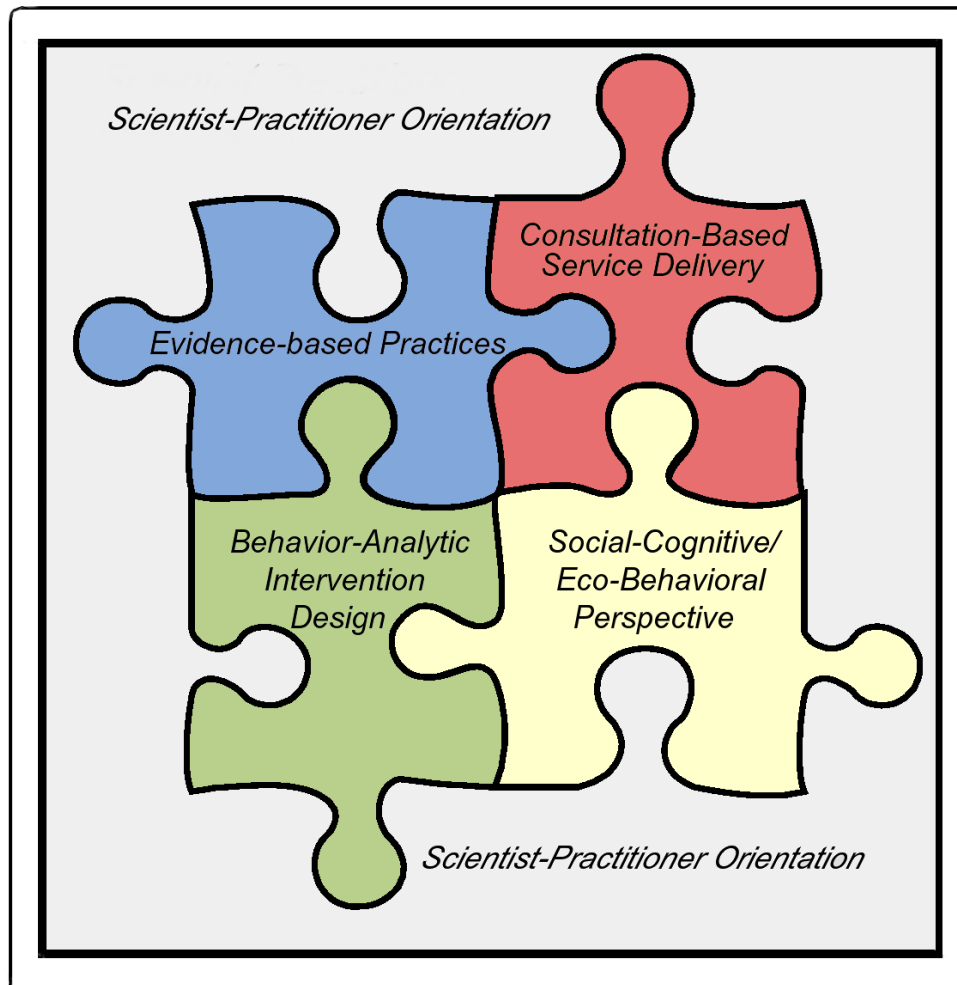 Scientist-Practitioner Orientation
Consultation-Based
Service Delivery
Evidence-based Practices
Behavior-Analytic
Intervention
Design
Social-Cognitive/
Eco-Behavioral
Perspective
Scientist-Practitioner Orientation